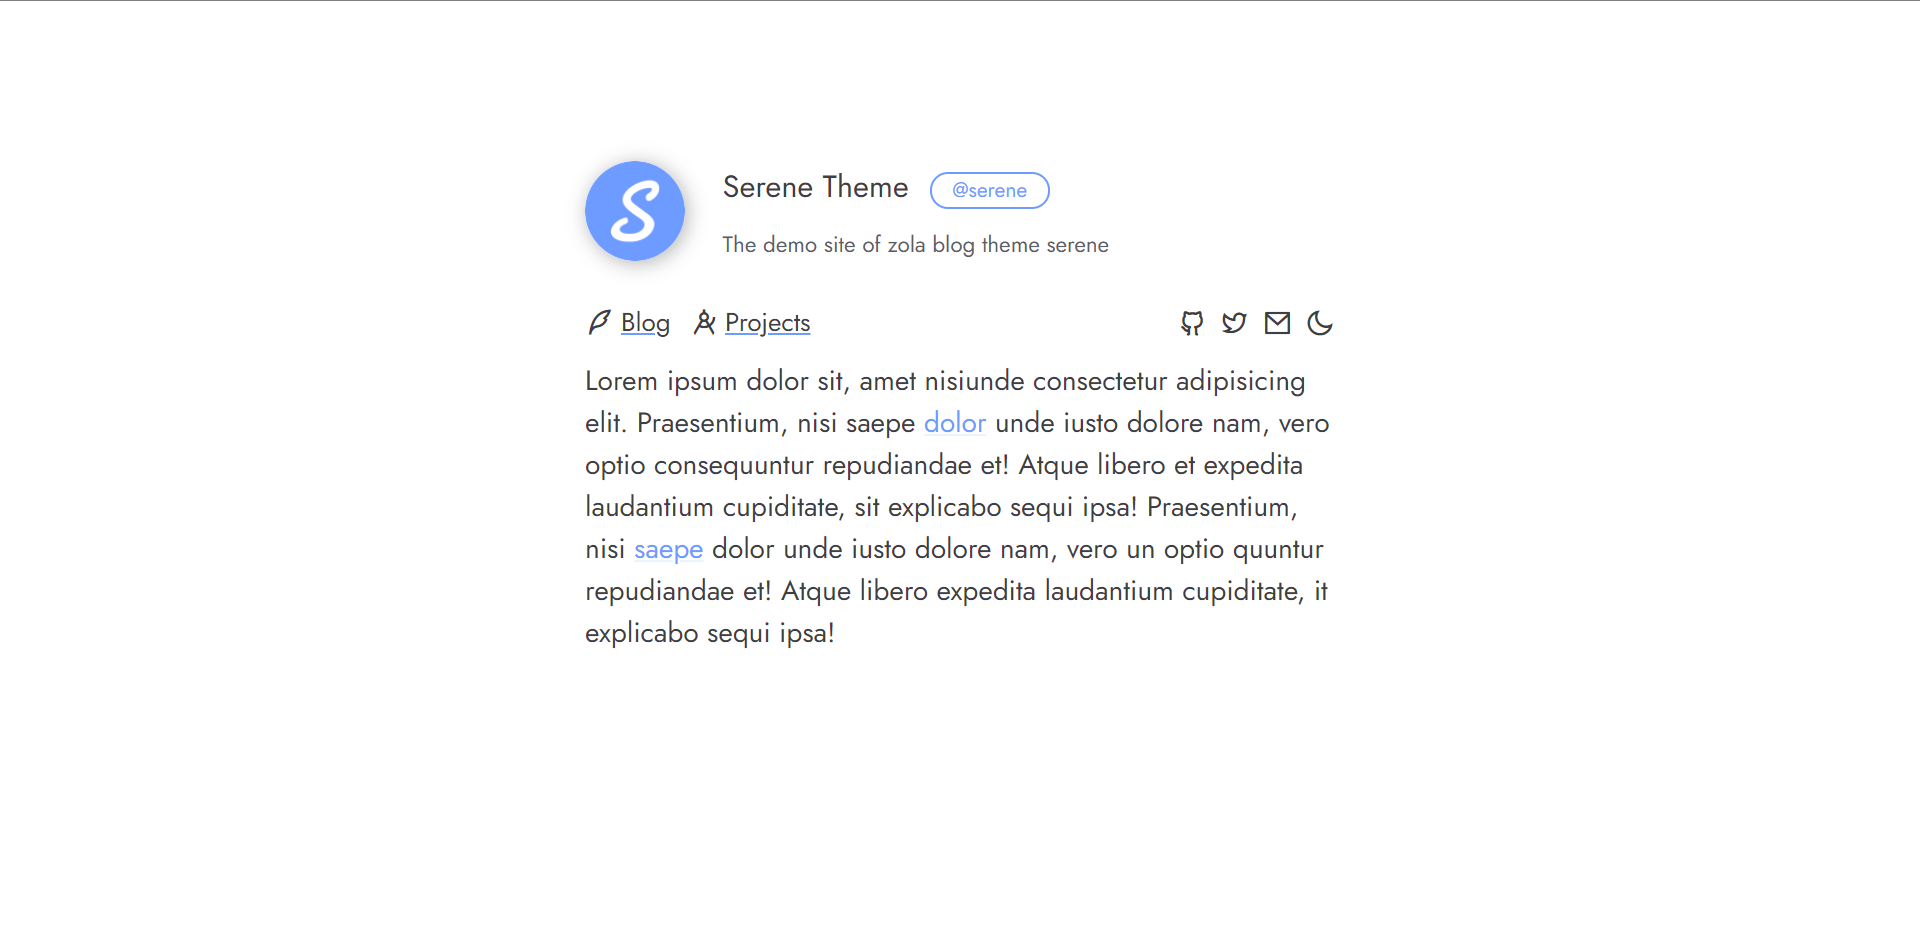 S
Serene Theme @serene
The demo site of zola blog theme serene
Blog Projects
Lorem ipsum dolor sit, amet nisiunde consectetur adipisicing
elit. Praesentium, nisi saepe dolor unde iusto dolore nam, vero
optio consequuntur repudiandae et! Atque libero et expedita
laudantium cupiditate, sit explicabo sequi ipsa! Praesentium,
nisi saepe dolor unde iusto dolore nam, vero un optio quuntur
repudiandae et! Atque libero expedita laudantium cupiditate, it
explicabo sequi ipsa!